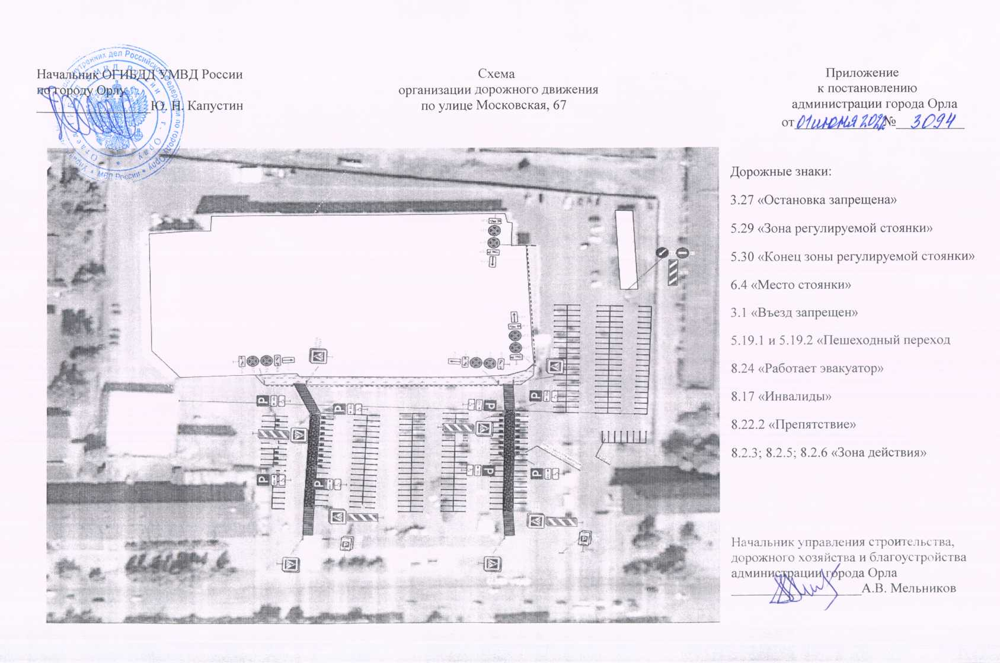 Начальник ОГИБДД УМВД России
по городу Орлу
Ю. Н. Капустин
Схема
организации дорожного движения
по улице Московская, 67
Приложение
к постановлению
администрации города Орла
от 01 июня 2022 № 3094
Дорожные знаки:
3.27 «Остановка запрещена»
5.29 «Зона регулируемой стоянки»
5.30 «Конец зоны регулируемой стоянки»
6.4 «Место стоянки»
3.1 «Въезд запрещен»
5.19.1 и 5.19.2 «Пешеходный переход
8.24 «Работает эвакуатор»
8.17 «Инвалиды»
8.22.2 «Препятствие»
8.2.3; 8.2.5; 8.2.6 «Зона действия»
Начальник управления строительства,
дорожного хозяйства и благоустройства
администрации города Орла
А.В. Мельников
P
P
P
P
P
P
P
P
P
P